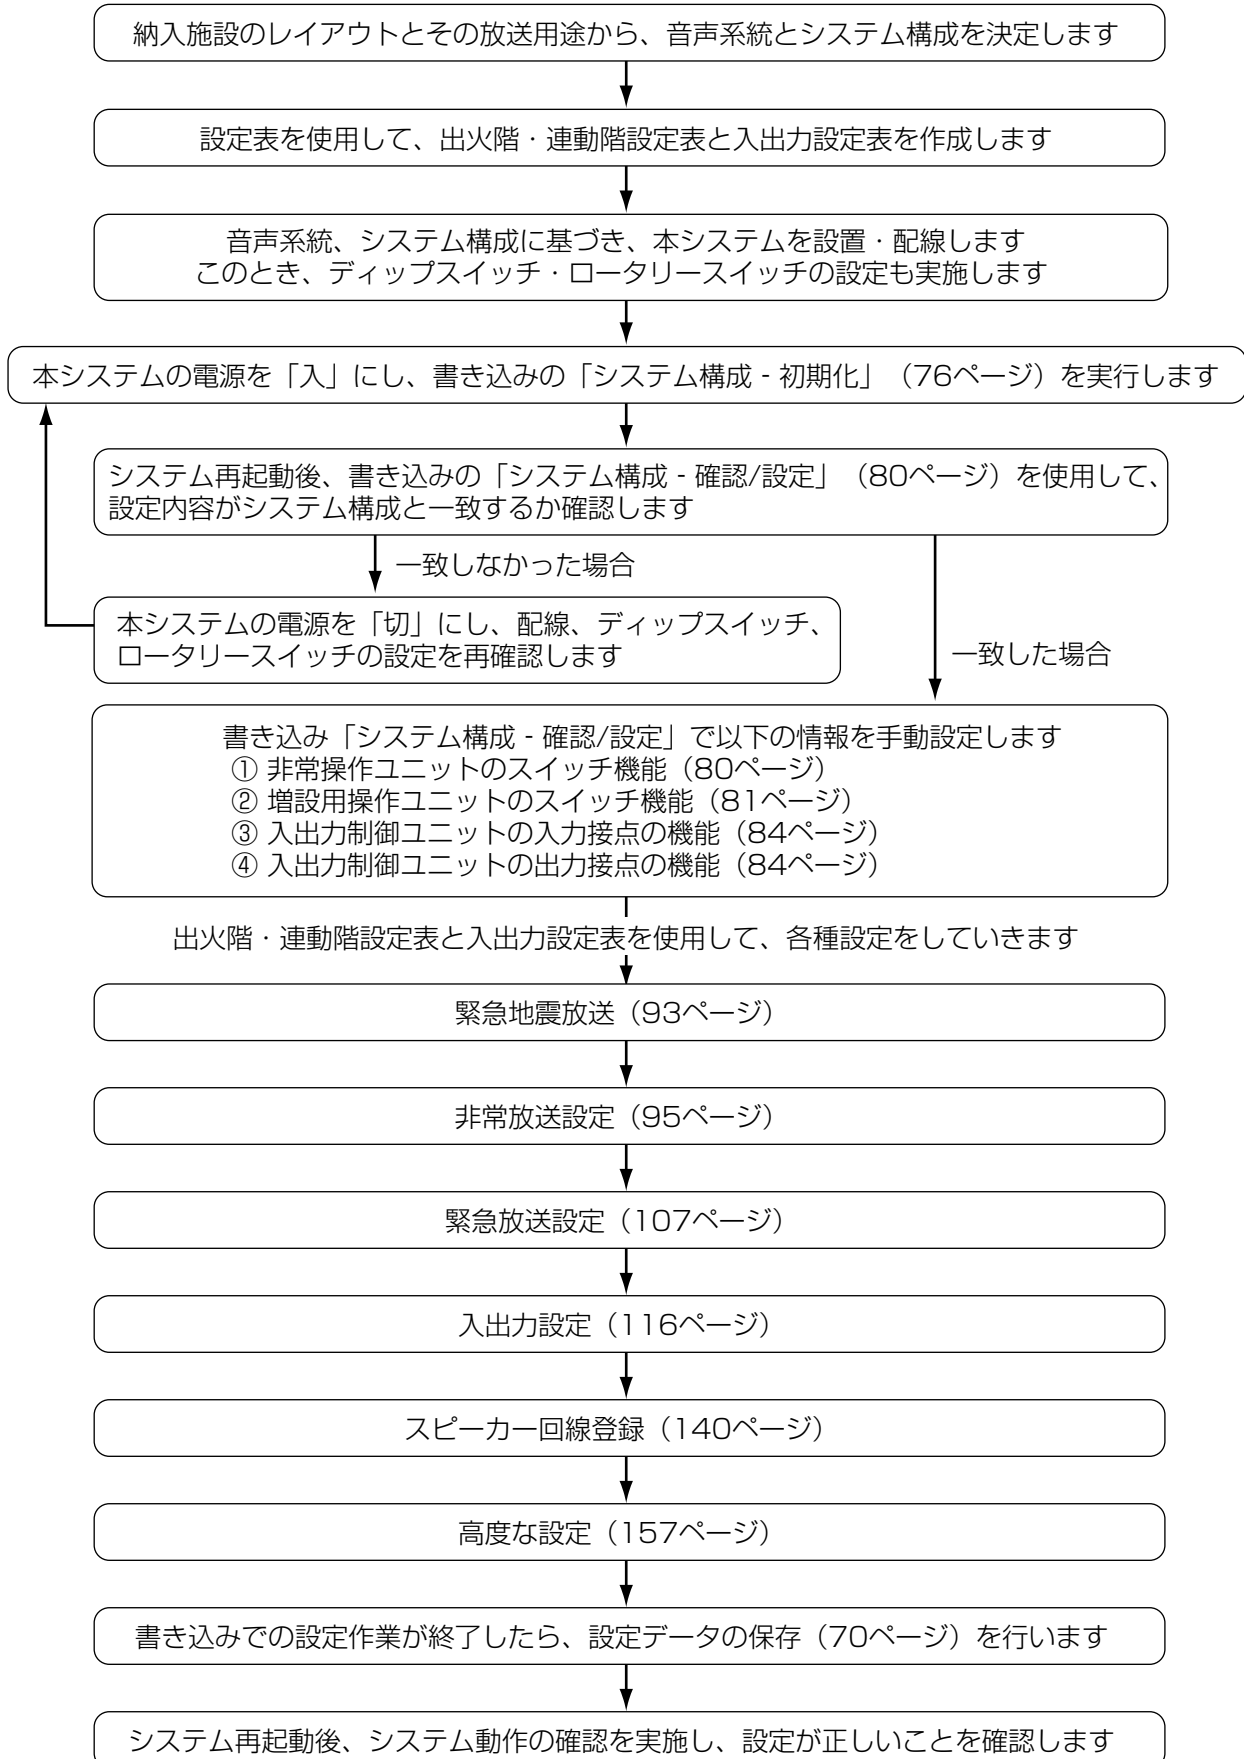 納入施設のレイアウトとその放送用途から、音声系統とシステム構成を決定します
設定表を使用して、出火階・連動階設定表と入出力設定表を作成します
音声系統、システム構成に基づき、本システムを設置・配線します
このとき、ディップスイッチ・ロータリースイッチの設定も実施します
本システムの電源を「入」にし、書き込みの「システム構成 - 初期化」（76ページ）を実行します
システム再起動後、書き込みの「システム構成 - 確認/設定」（80ページ）を使用して、
設定内容がシステム構成と一致するか確認します
一致しなかった場合
本システムの電源を「切」にし、配線、ディップスイッチ、
ロータリースイッチの設定を再確認します
一致した場合
書き込み「システム構成 - 確認/設定」で以下の情報を手動設定します
① 非常操作ユニットのスイッチ機能（80ページ）
② 増設用操作ユニットのスイッチ機能（81ページ）
③ 入出力制御ユニットの入力接点の機能（84ページ）
④ 入出力制御ユニットの出力接点の機能（84ページ）
出火階・連動階設定表と入出力設定表を使用して、各種設定をしていきます
緊急地震放送（93ページ）
非常放送設定（95ページ）
緊急放送設定（107ページ）
入出力設定（116ページ）
スピーカー回線登録（140ページ）
高度な設定（157ページ）
書き込みでの設定作業が終了したら、設定データの保存（70ページ）を行います
システム再起動後、システム動作の確認を実施し、設定が正しいことを確認します